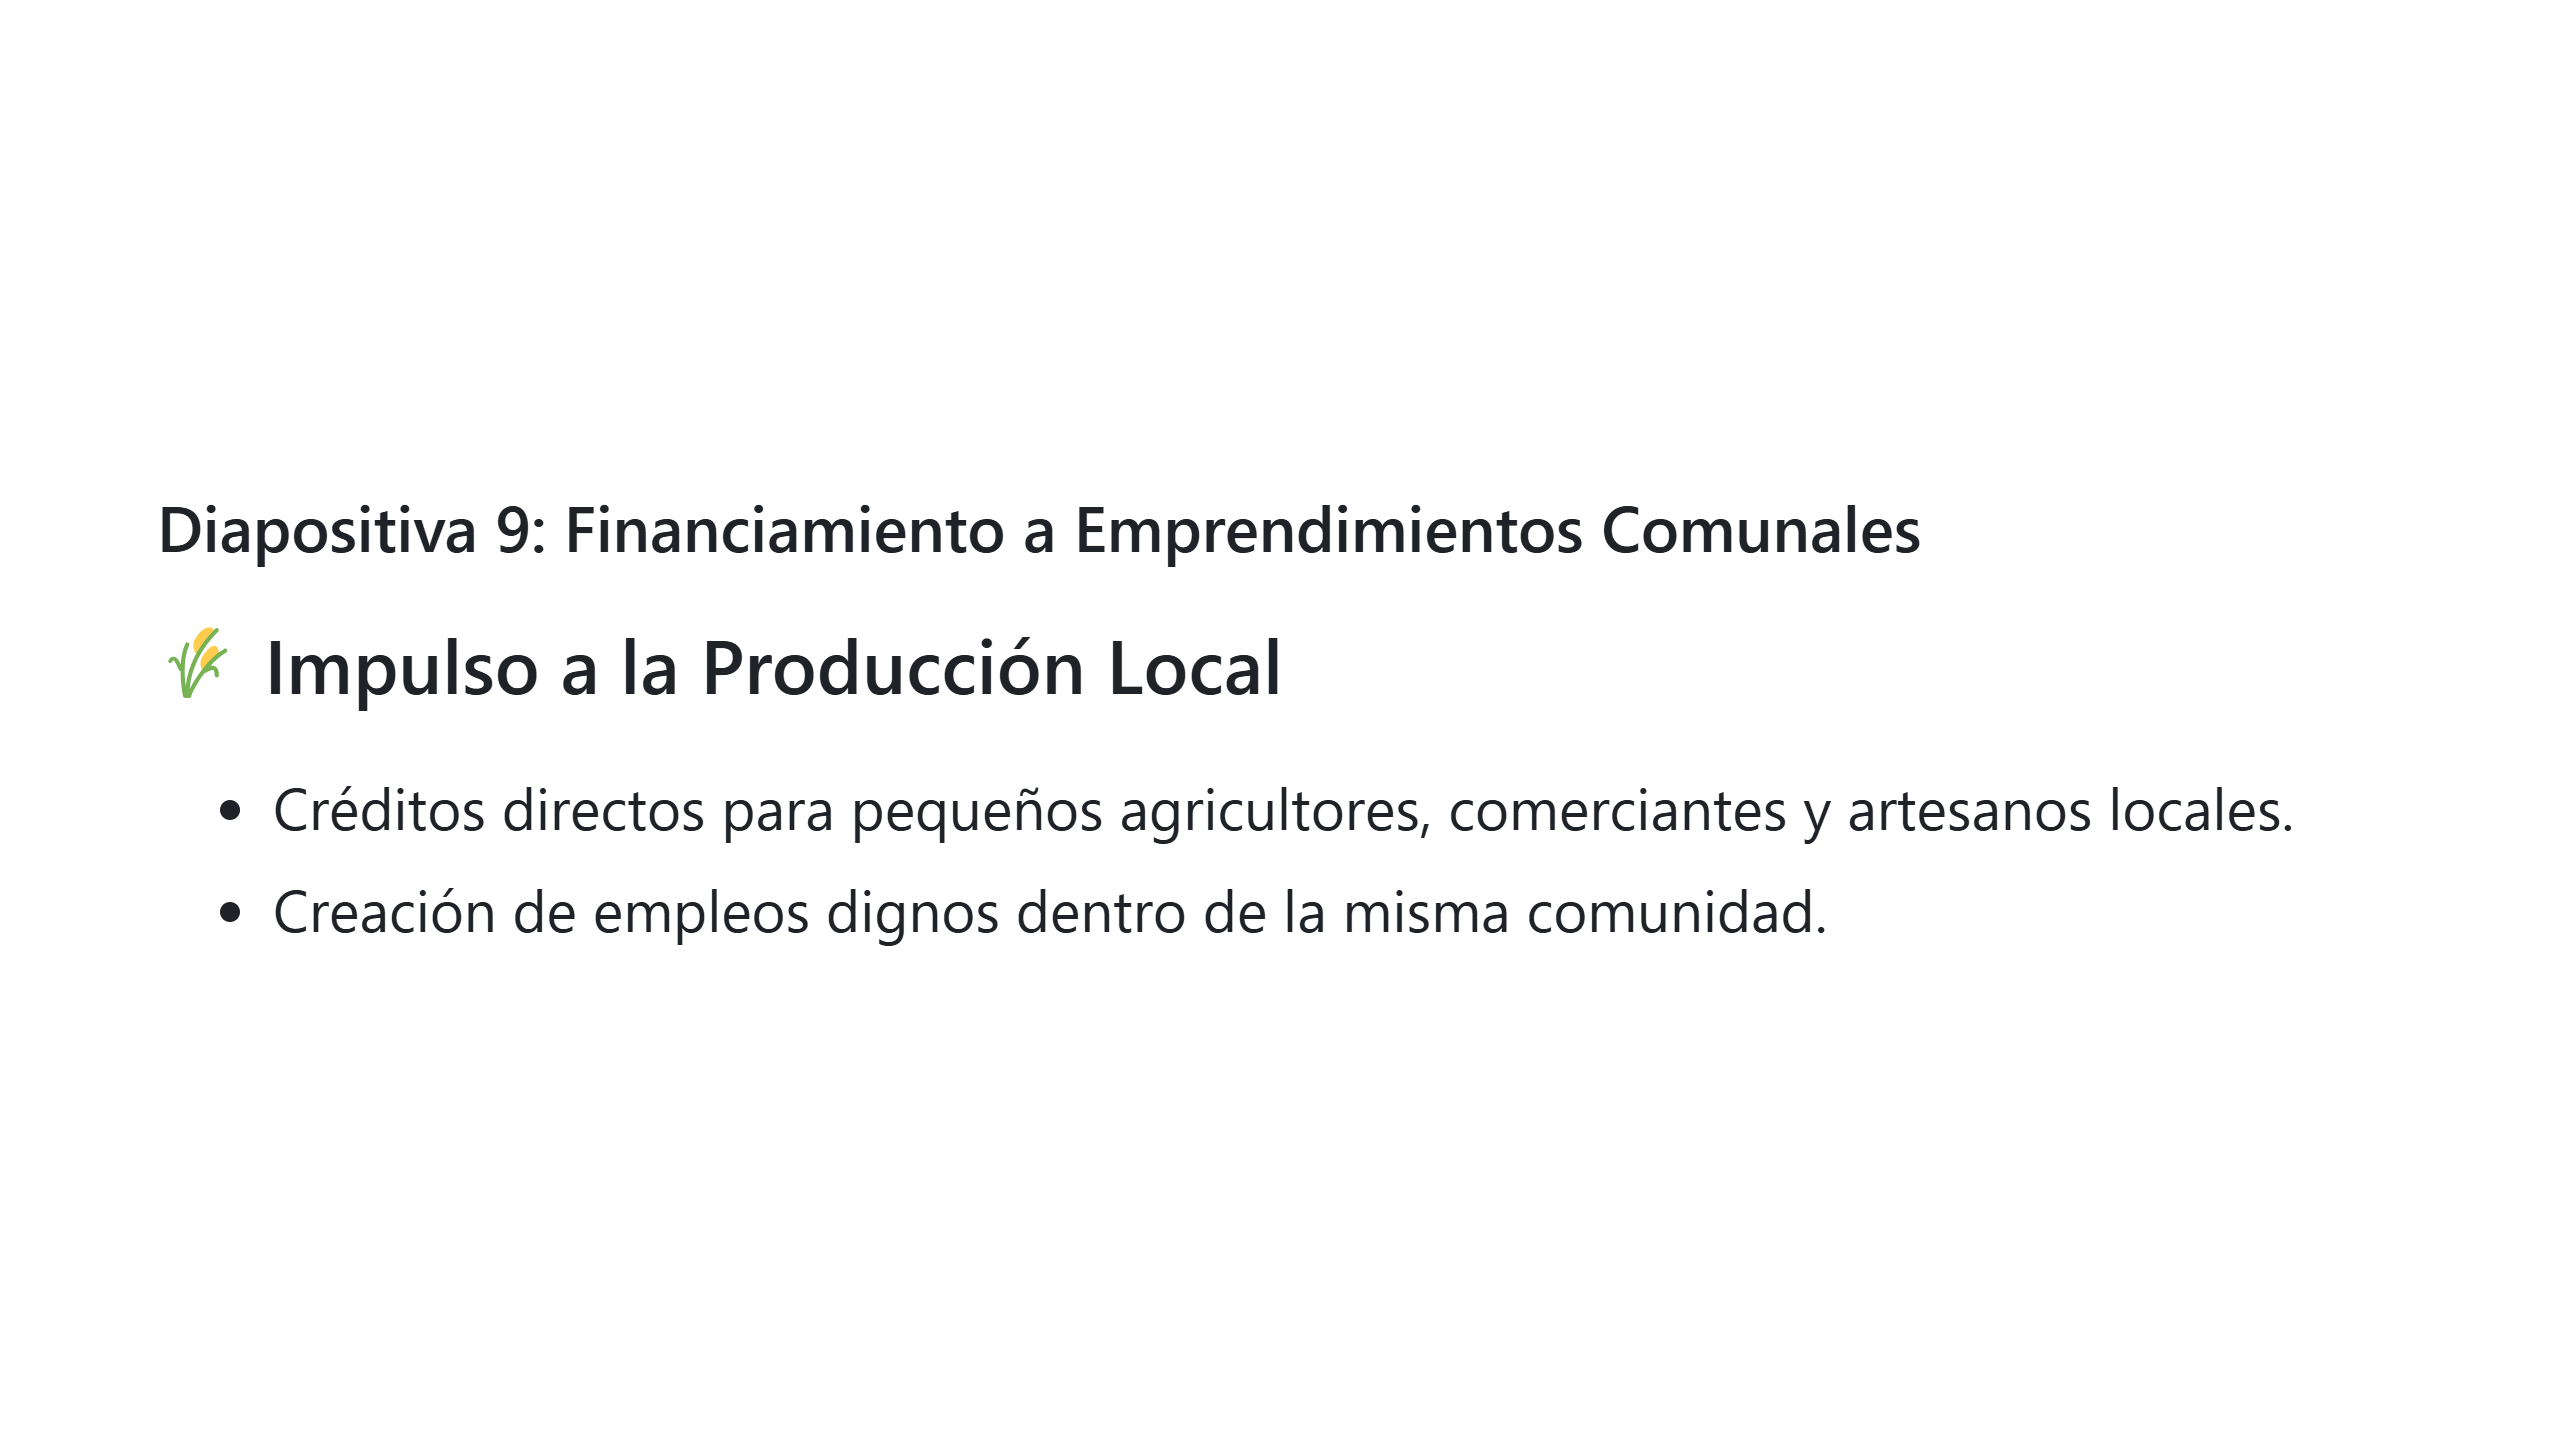 Diapositiva 9: Financiamiento a Emprendimientos Comunales
🌾 Impulso a la Producción Local
• Créditos directos para pequeños agricultores, comerciantes y artesanos locales.
• Creación de empleos dignos dentro de la misma comunidad.